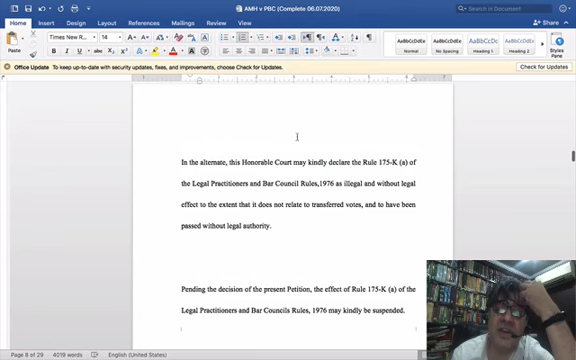 AMH v PBC (Complete 06.07.2020)
Search in Document
Home Insert Design Layout References Mailings Review View
Share
Times New R... 14
Paste
AaBbCcDdEe AaBbCcDdEe AaBbCcDc AaBbCcDdEe
Normal No Spacing Heading 1 Heading 2 Styles Pane
Office Update To keep up-to-date with security updates, fixes, and improvements, choose Check for Updates. Check for Updates
In the alternate, this Honorable Court may kindly declare the Rule 175-K (a) of
the Legal Practitioners and Bar Council Rules,1976 as illegal and without legal
effect to the extent that it does not relate to transferred votes, and to have been
passed without legal authority.
Pending the decision of the present Petition, the effect of Rule 175-K (a) of the
Legal Practitioners and Bar Councils Rules, 1976 may kindly be suspended.
Page 8 of 29 4019 words English (United States)